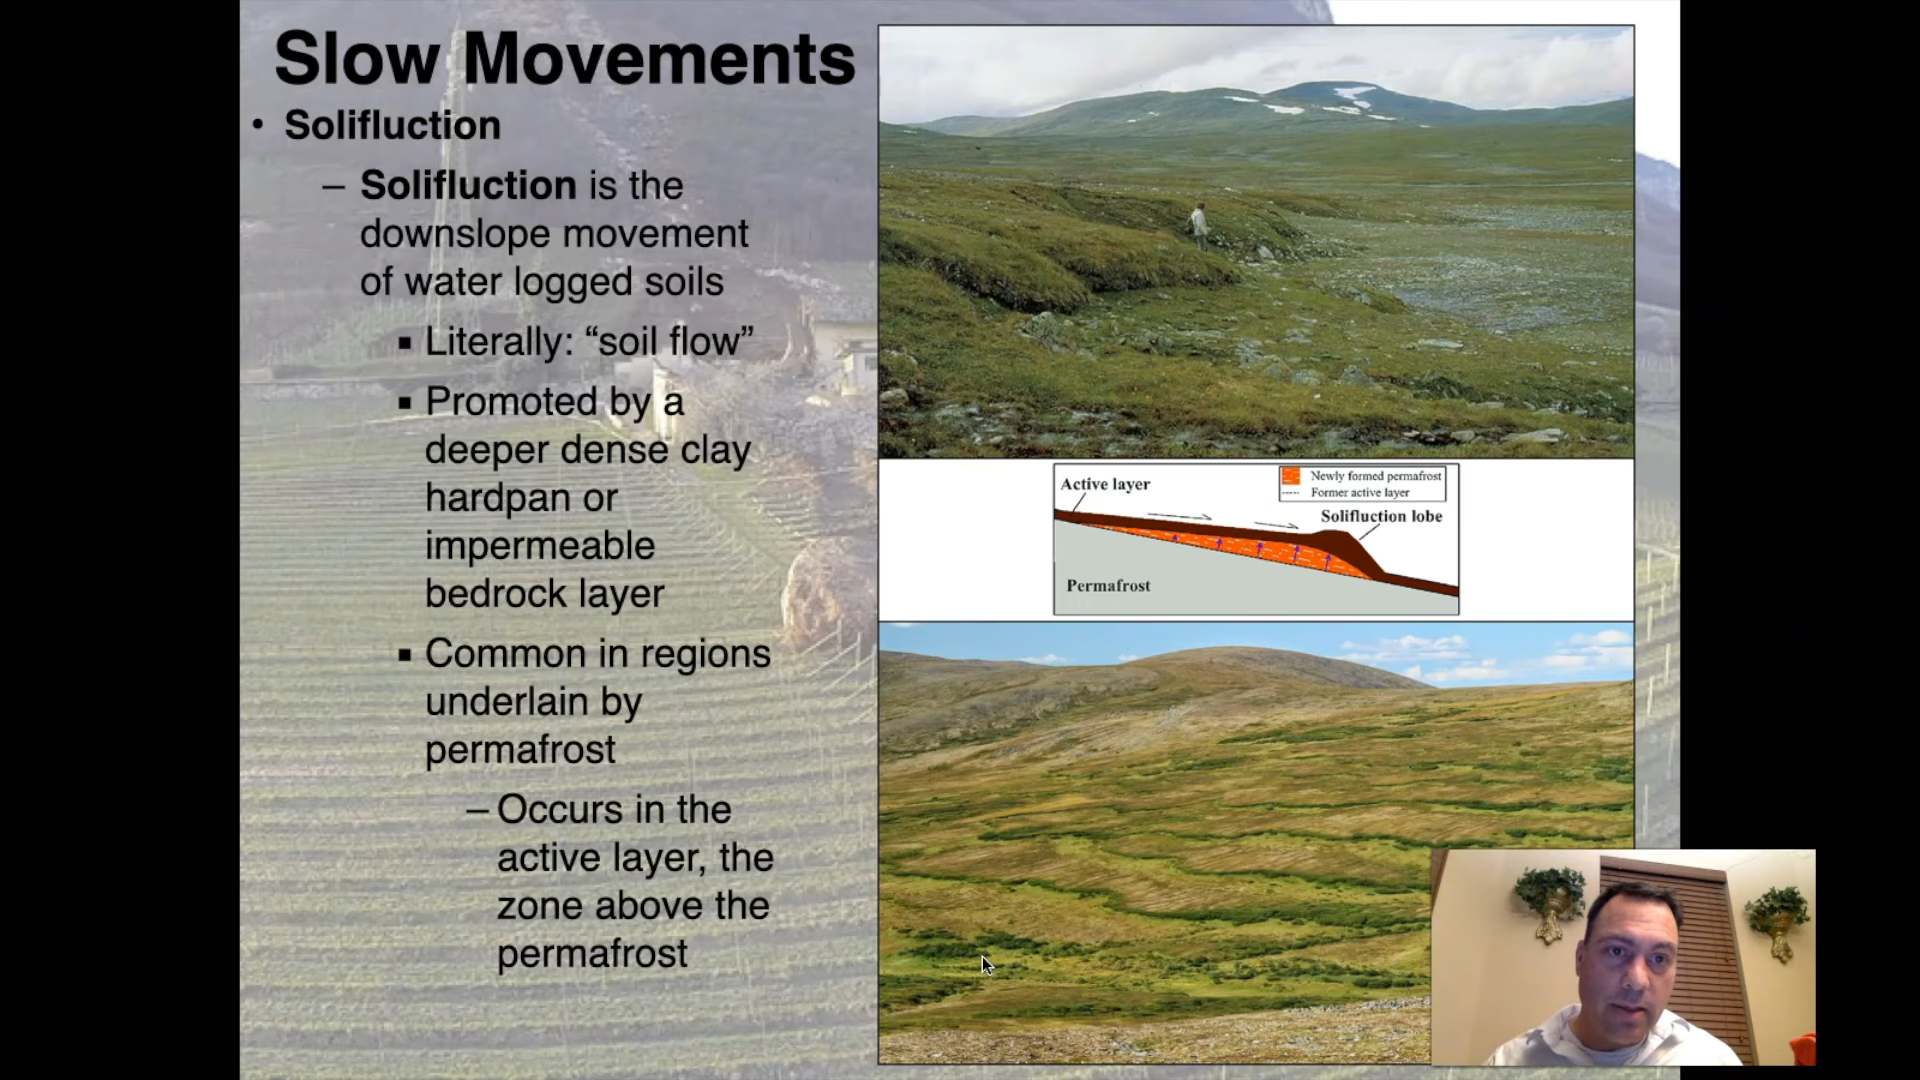 Slow Movements
• Solifluction
– Solifluction is the
downslope movement
of water logged soils
▪ Literally: “soil flow”
▪ Promoted by a
deeper dense clay
hardpan or
impermeable
bedrock layer
▪ Common in regions
underlain by
permafrost
– Occurs in the
active layer, the
zone above the
permafrost
Active layer
Newly formed permafrost
Former active layer
Solifluction lobe
Permafrost